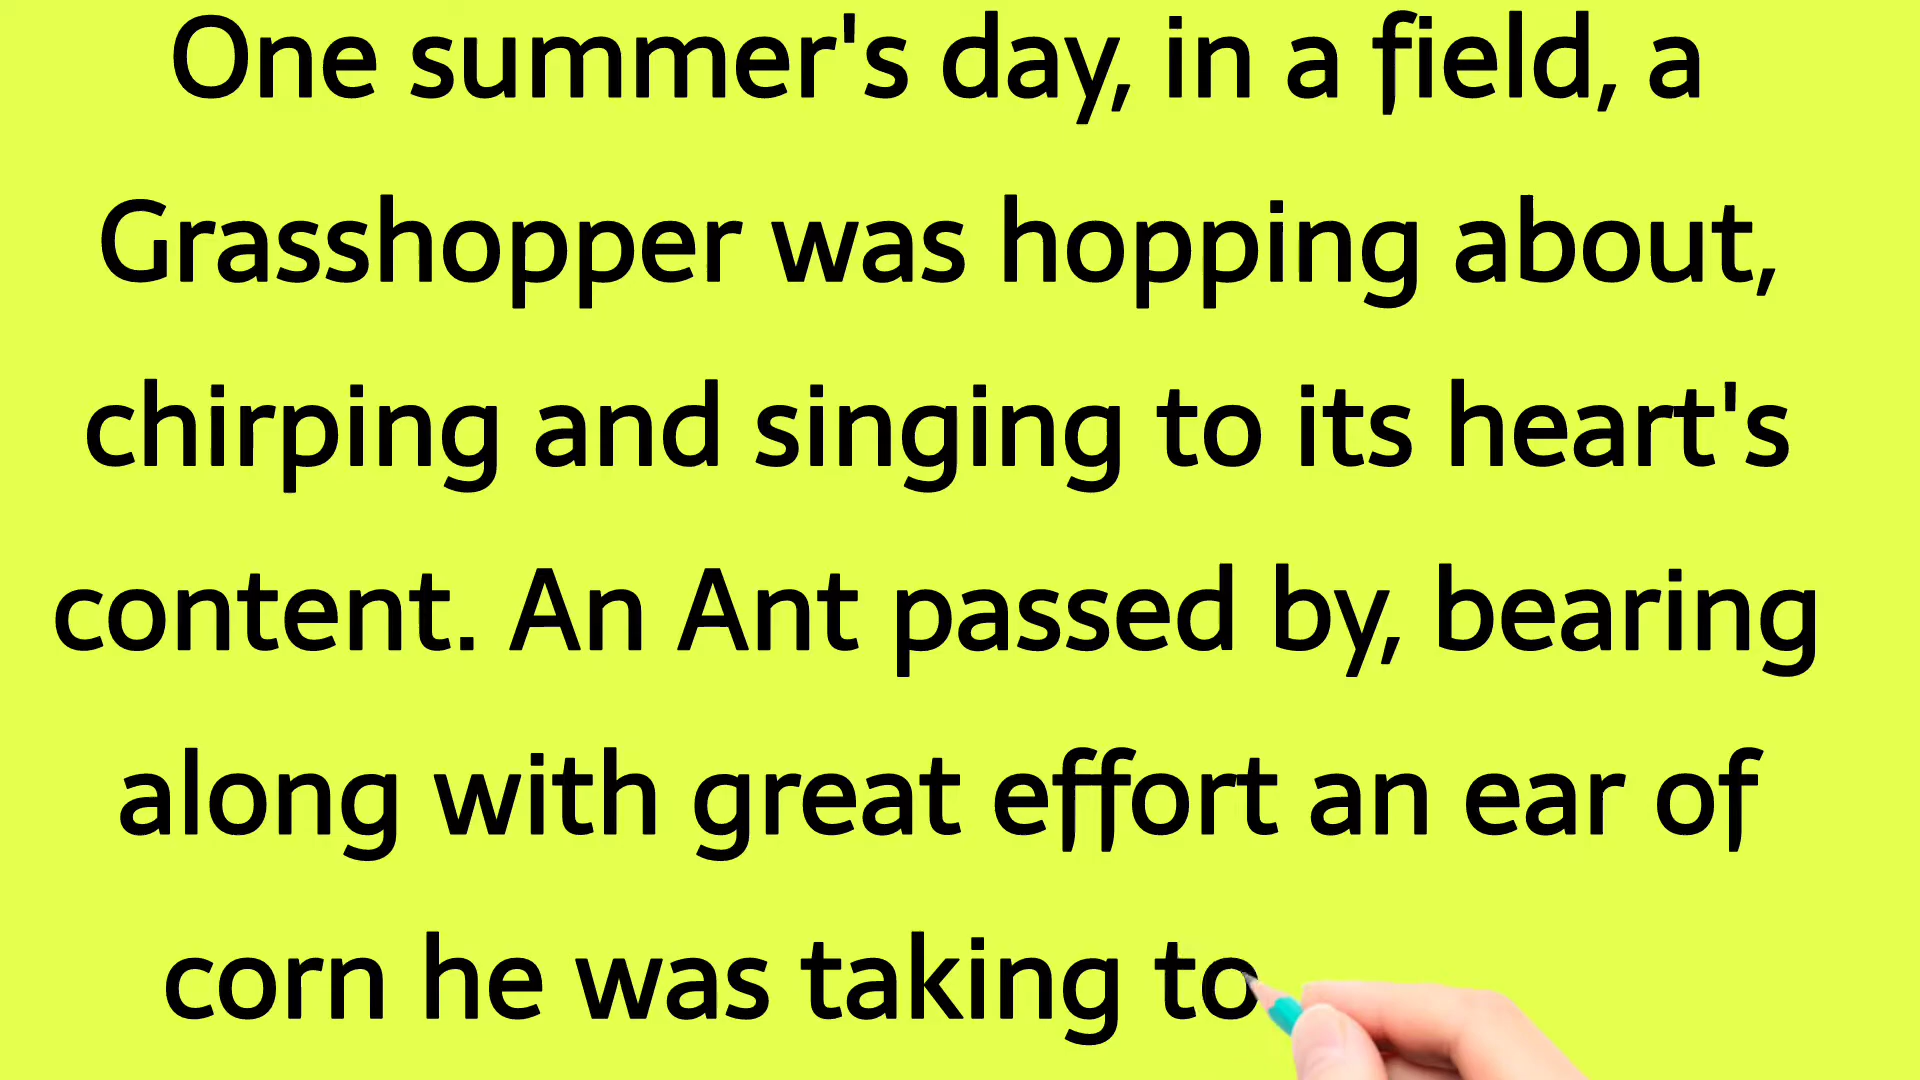 One summer's day, in a field, a
Grasshopper was hopping about,
chirping and singing to its heart's
content. An Ant passed by, bearing
along with great effort an ear of
corn he was taking to